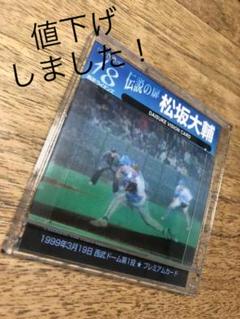 値下げ
しました！
8
伝説の扉
松坂大輔
DAISUKE VISION CARD
1999年3月19日 西武ドーム第1投 ★ プレミアムカード